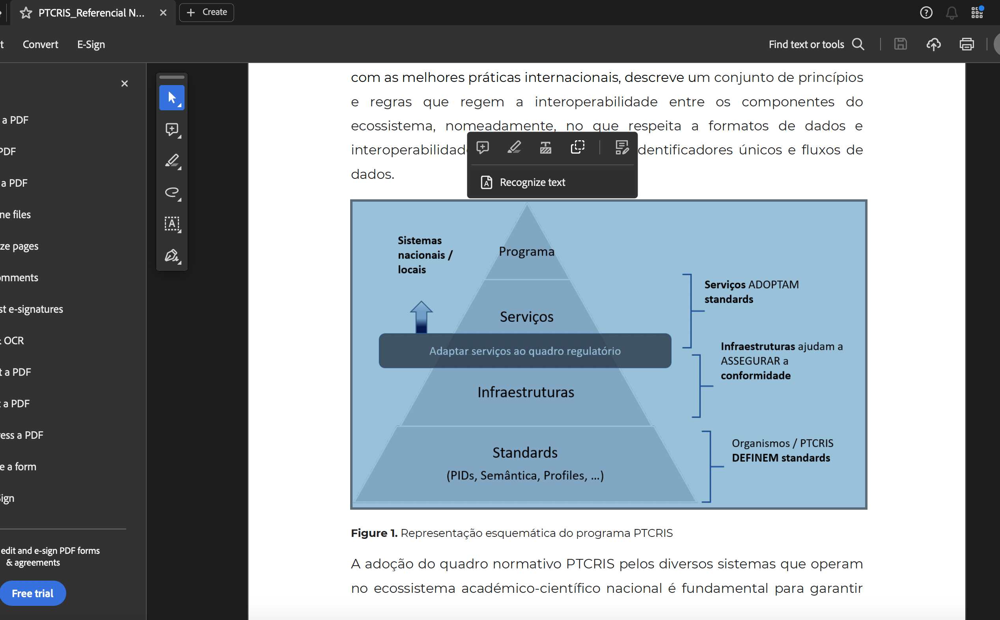 PTCRIS_Referencial N...
Create
Convert
E-Sign
Find text or tools
a PDF
PDF
a PDF
ne files
ze pages
omments
st e-signatures
OCR
t a PDF
a PDF
ess a PDF
e a form
ign
edit and e-sign PDF forms
& agreements
Free trial
com as melhores práticas internacionais, descreve um conjunto de princípios
e regras que regem a interoperabilidade entre os componentes do
ecossistema, nomeadamente, no que respeita a formatos de dados e
interoperabilidad dentificadores únicos e fluxos de
dados.
Recognize text
Sistemas
nacionais /
locais
Programa
Serviços
Adaptar serviços ao quadro regulatório
Infraestruturas
Standards
(PIDs, Semântica, Profiles, ...)
Serviços ADOPTAM
standards
Infraestruturas ajudam a
ASSEGURAR a
conformidade
Organismos / PTCRIS
DEFINEM standards
Figure 1. Representação esquemática do programa PTCRIS
A adoção do quadro normativo PTCRIS pelos diversos sistemas que operam
no ecossistema académico-científico nacional é fundamental para garantir